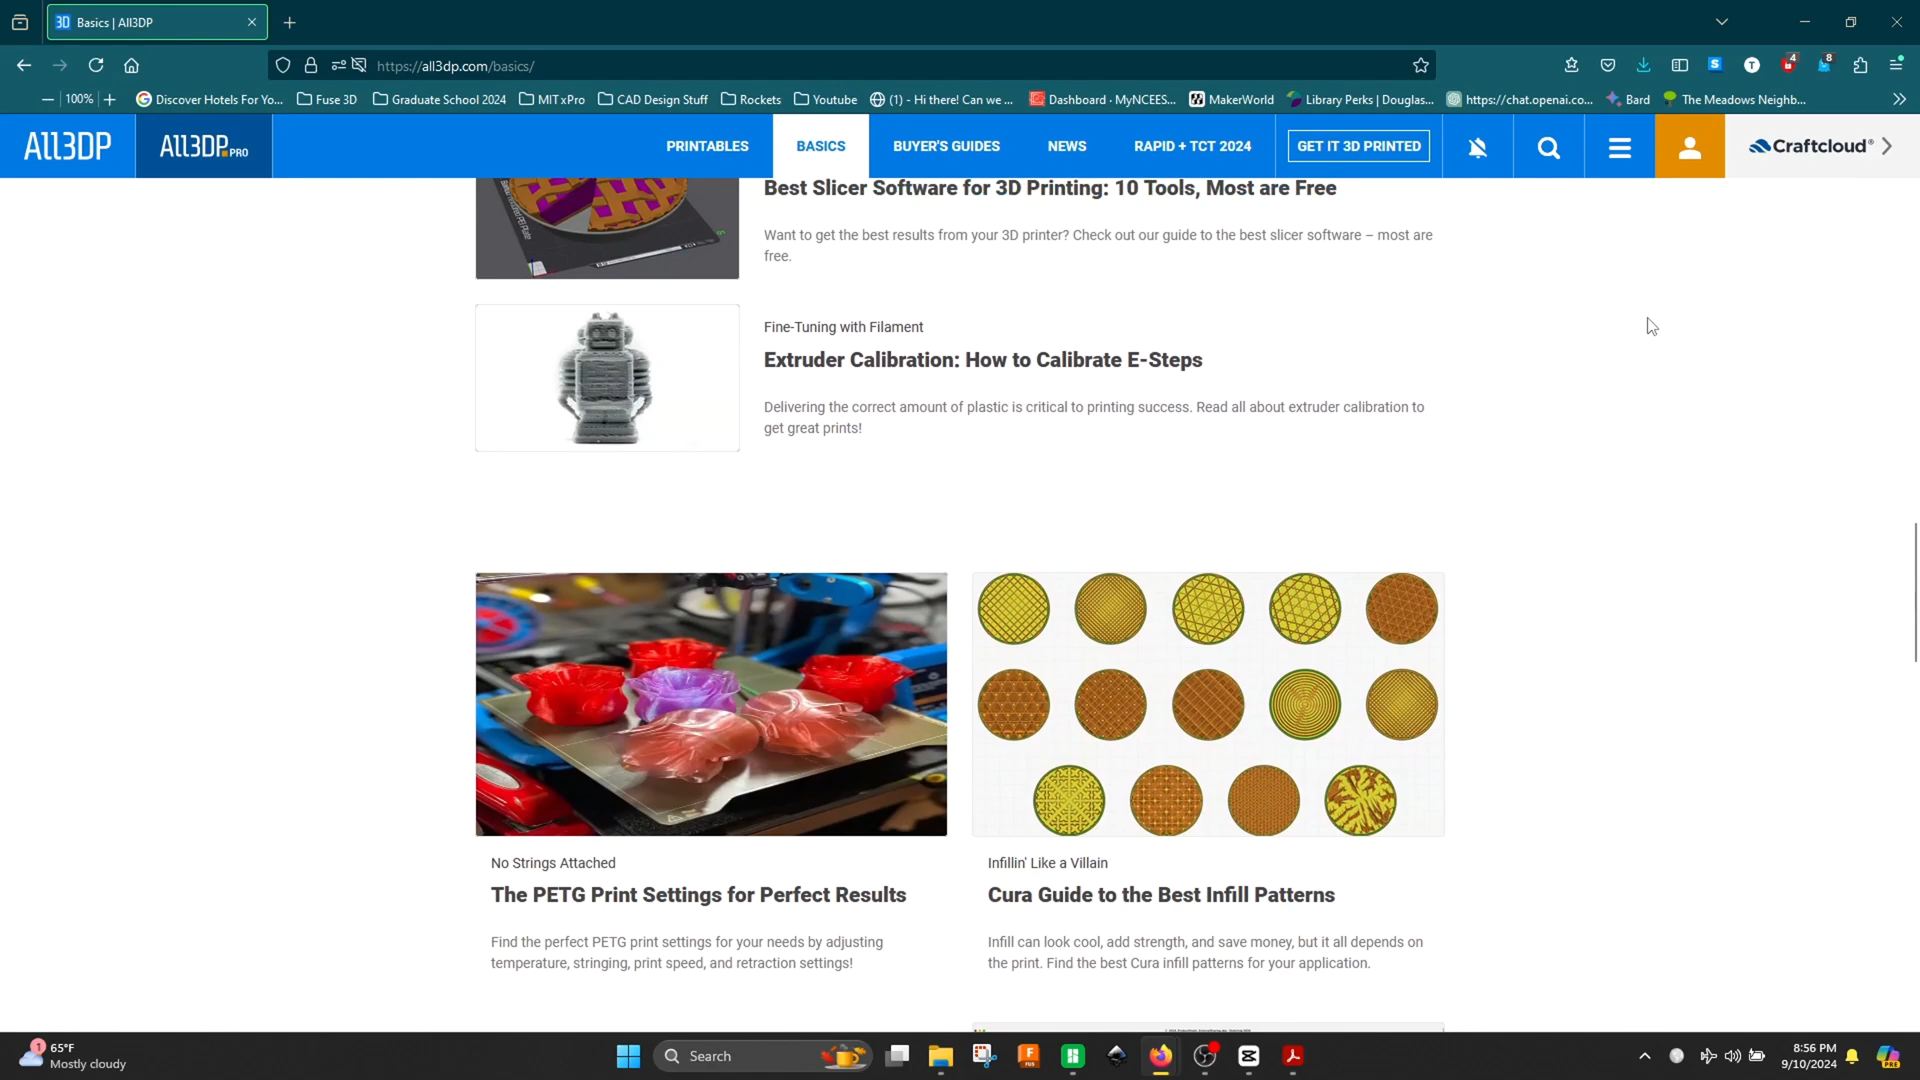 3D Basics | All3DP
https://all3dp.com/basics/
4
8
100%
Discover Hotels For Yo...
Fuse 3D
Graduate School 2024
MITxPro
CAD Design Stuff
Rockets
Youtube
(1) - Hi there! Can we ...
Dashboard · MyNCEES...
MakerWorld
Library Perks | Douglas...
https://chat.openai.co...
Bard
The Meadows Neighb...
ALL3DP
ALL3DP.PRO
PRINTABLES
BASICS
BUYER'S GUIDES
NEWS
RAPID + TCT 2024
GET IT 3D PRINTED
Craftcloud®
Best Slicer Software for 3D Printing: 10 Tools, Most are Free
Want to get the best results from your 3D printer? Check out our guide to the best slicer software – most are
free.
Fine-Tuning with Filament
Extruder Calibration: How to Calibrate E-Steps
Delivering the correct amount of plastic is critical to printing success. Read all about extruder calibration to
get great prints!
No Strings Attached
The PETG Print Settings for Perfect Results
Find the perfect PETG print settings for your needs by adjusting
temperature, stringing, print speed, and retraction settings!
Infillin' Like a Villain
Cura Guide to the Best Infill Patterns
Infill can look cool, add strength, and save money, but it all depends on
the print. Find the best Cura infill patterns for your application.
1
65°F
Mostly cloudy
Search
8:56 PM
9/10/2024